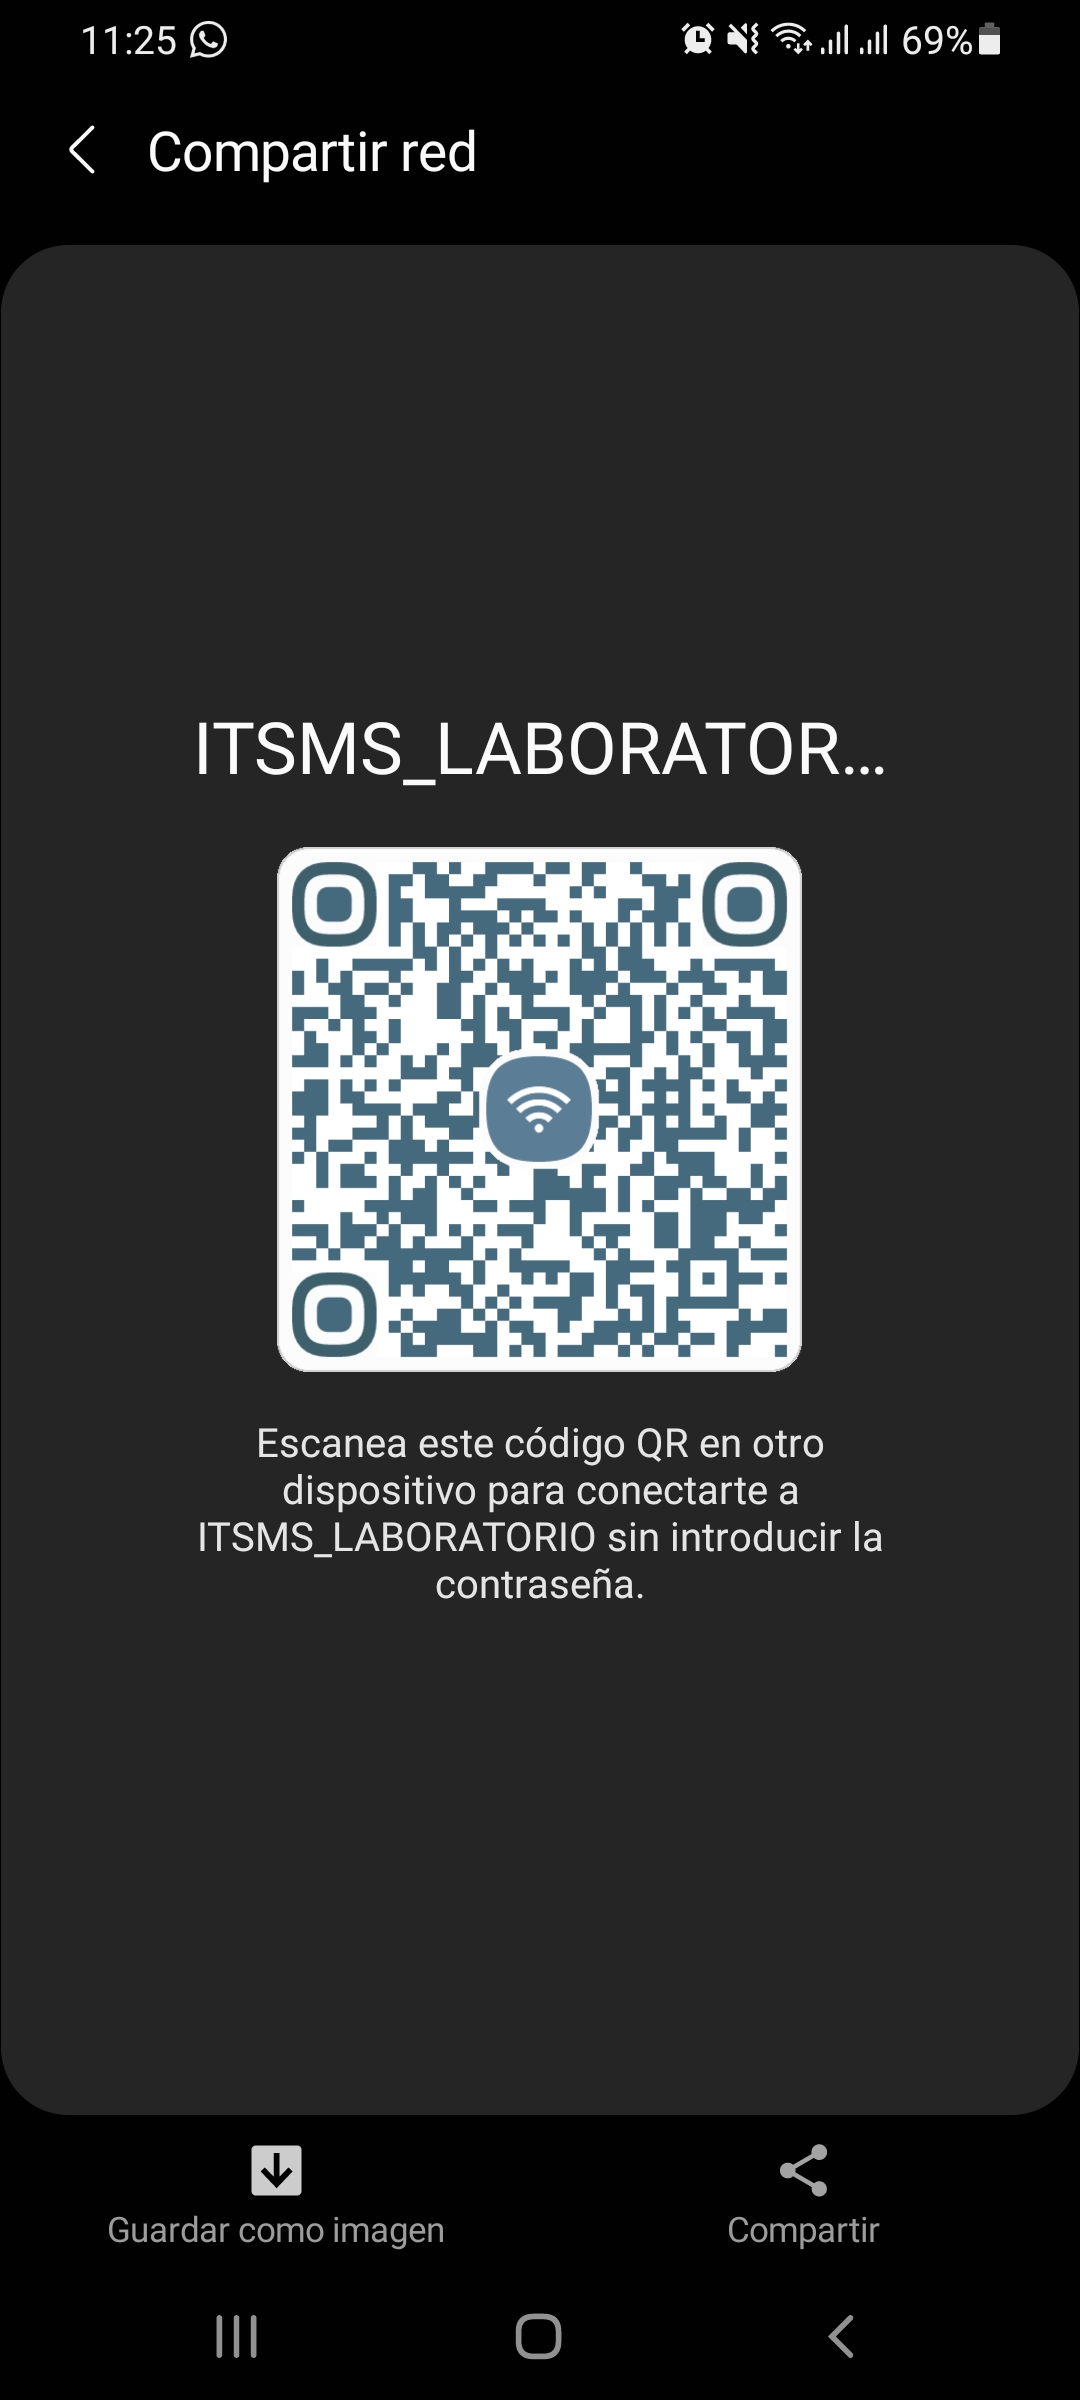 11:25
69%
Compartir red
ITSMS_LABORATOR...
Escanea este código QR en otro
dispositivo para conectarte a
ITSMS_LABORATORIO sin introducir la
contraseña.
Guardar como imagen
Compartir